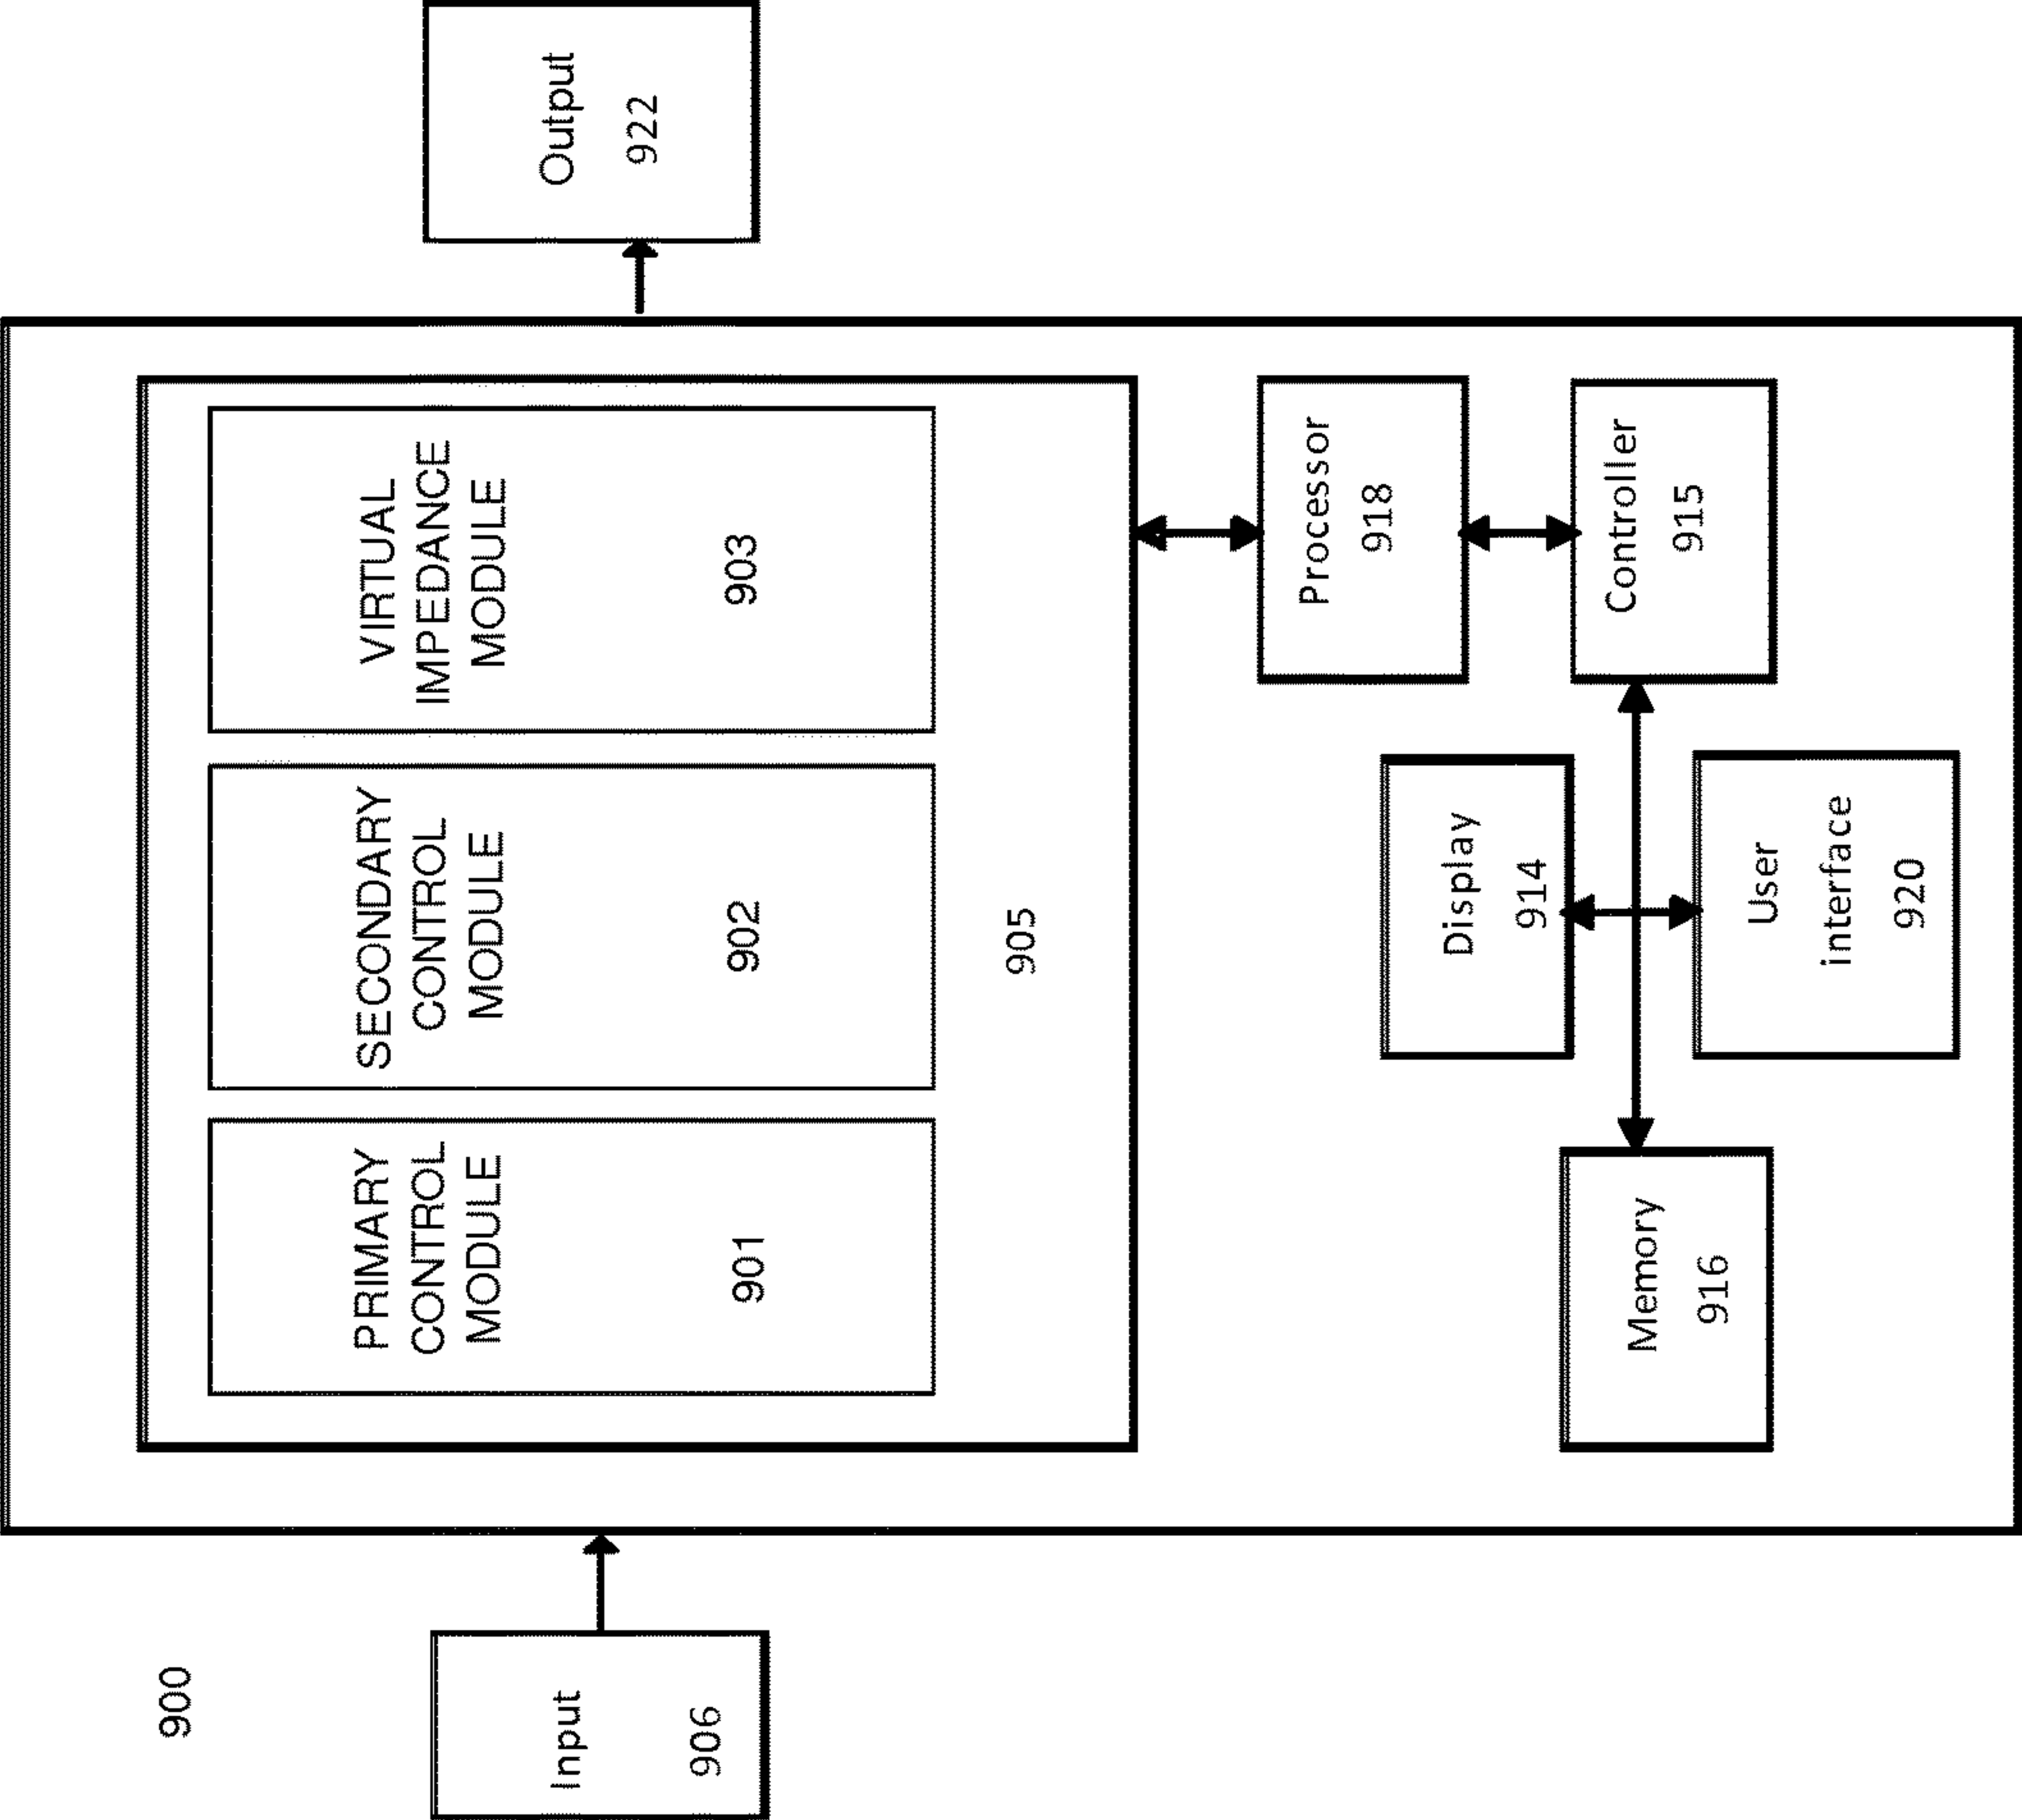 900
Input
906
PRIMARY
CONTROL
MODULE
901
SECONDARY
CONTROL
MODULE
902
VIRTUAL
IMPEDANCE
MODULE
903
905
Output
922
Processor
918
Controller
915
Display
914
User
interface
920
Memory
916